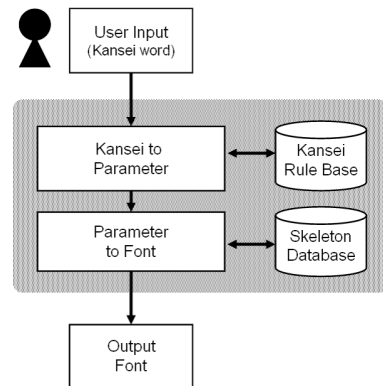 User Input
(Kansei word)
Kansei to
Parameter
Kansei
Rule Base
Parameter
to Font
Skeleton
Database
Output
Font